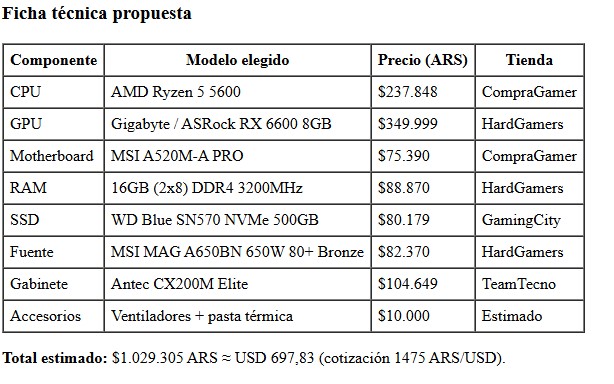 Ficha técnica propuesta
Componente Modelo elegido Precio (ARS) Tienda
CPU AMD Ryzen 5 5600 $237.848 CompraGamer
GPU Gigabyte / ASRock RX 6600 8GB $349.999 HardGamers
Motherboard MSI A520M-A PRO $75.390 CompraGamer
RAM 16GB (2x8) DDR4 3200MHz $88.870 HardGamers
SSD WD Blue SN570 NVMe 500GB $80.179 GamingCity
Fuente MSI MAG A650BN 650W 80+ Bronze $82.370 HardGamers
Gabinete Antec CX200M Elite $104.649 TeamTecno
Accesorios Ventiladores + pasta térmica $10.000 Estimado
Total estimado: $1.029.305 ARS ≈ USD 697,83 (cotización 1475 ARS/USD).